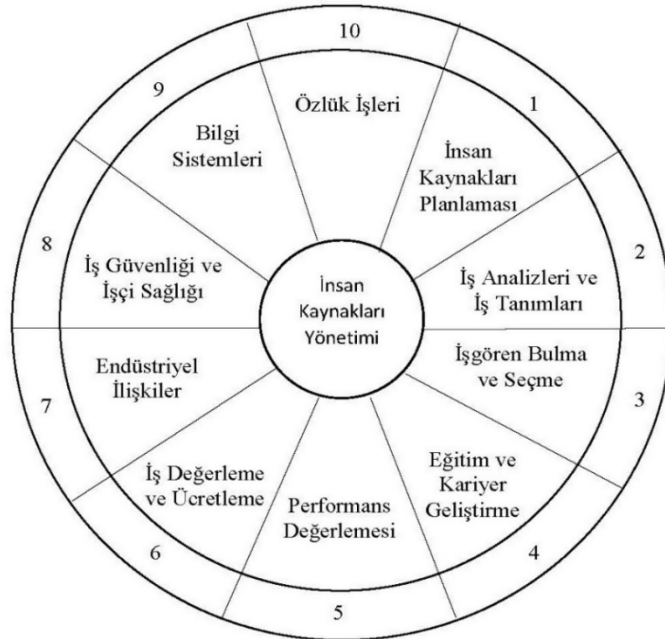 10
Özlük İşleri
1
İnsan
Kaynakları
Planlaması
2
İş Analizleri ve
İş Tanımları
3
İşgören Bulma
ve Seçme
4
Eğitim ve
Kariyer
Geliştirme
5
Performans
Değerlemesi
6
İş Değerleme
ve Ücretleme
7
Endüstriyel
İlişkiler
8
İş Güvenliği ve
İşçi Sağlığı
9
Bilgi
Sistemleri
İnsan
Kaynakları
Yönetimi